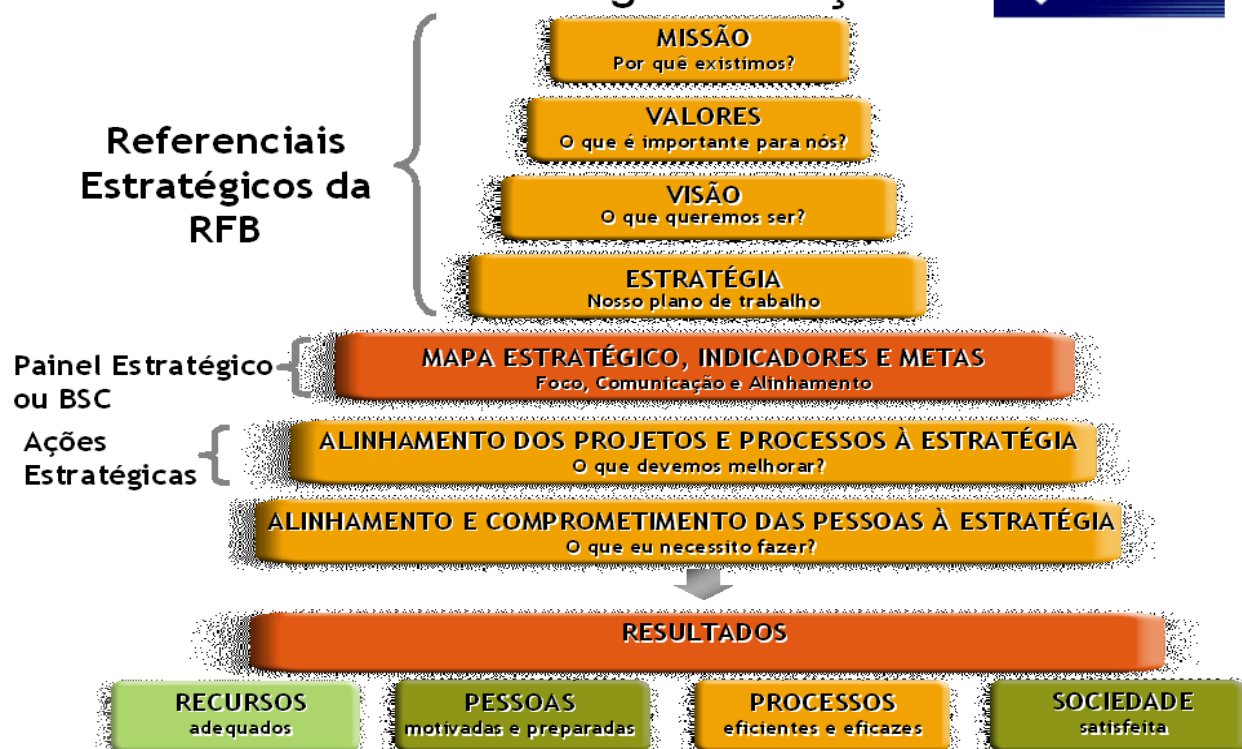 MISSÃO
Por quê existimos?
VALORES
O que é importante para nós?
Referenciais
Estratégicos da
RFB
VISÃO
O que queremos ser?
ESTRATÉGIA
Nosso plano de trabalho
Painel Estratégico
ou BSC
MAPA ESTRATÉGICO, INDICADORES E METAS
Foco, Comunicação e Alinhamento
Ações
Estratégicas
ALINHAMENTO DOS PROJETOS E PROCESSOS À ESTRATÉGIA
O que devemos melhorar?
ALINHAMENTO E COMPROMETIMENTO DAS PESSOAS À ESTRATÉGIA
O que eu necessito fazer?
RESULTADOS
RECURSOS
adequados
PESSOAS
motivadas e preparadas
PROCESSOS
eficientes e eficazes
SOCIEDADE
satisfeita